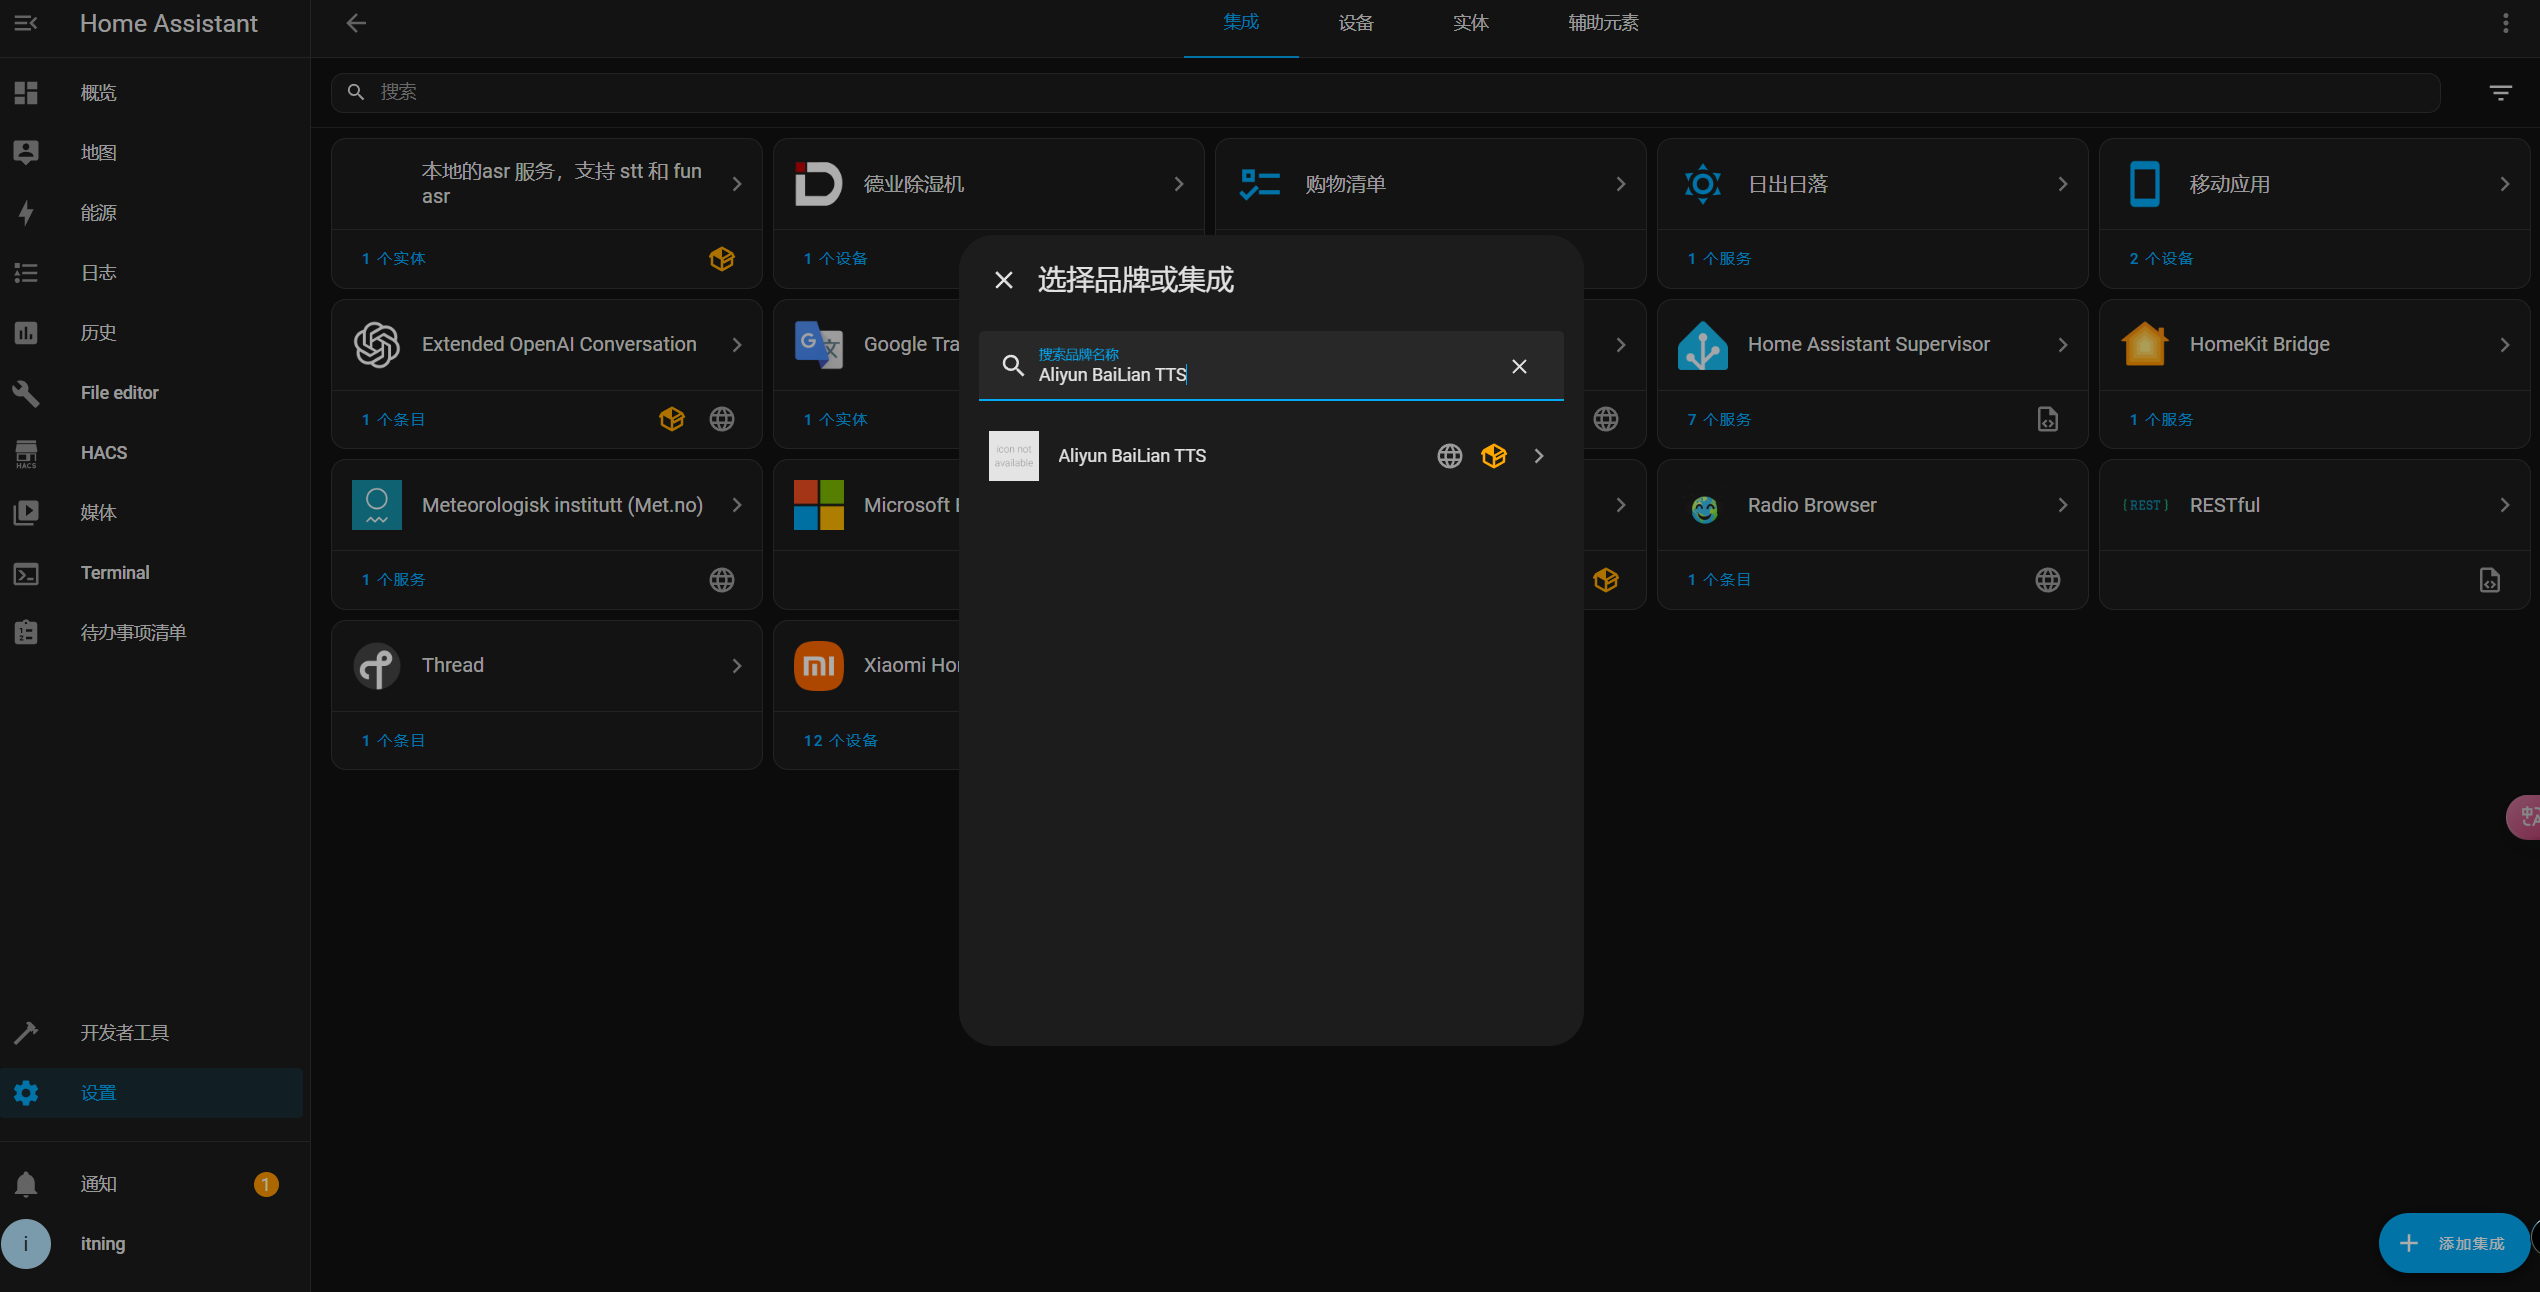 Home Assistant
集成
设备
实体
辅助元素
搜索
概览
地图
能源
日志
历史
File editor
HACS
HACS
媒体
Terminal
待办事项清单
开发者工具
设置
通知
1
i
itning
本地的asr 服务，支持 stt 和 fun
asr
1 个实体
德业除湿机
1 个设备
购物清单
日出日落
1 个服务
移动应用
2 个设备
Extended OpenAI Conversation
1 个条目
G
文
Google Tra
1 个实体
Home Assistant Supervisor
7 个服务
HomeKit Bridge
1 个服务
Meteorologisk institutt (Met.no)
1 个服务
Microsoft
Radio Browser
1 个条目
{REST}
RESTful
Thread
1 个条目
Xiaomi Ho
12 个设备
选择品牌或集成
搜索品牌名称
Aliyun BaiLian TTS
icon not
available
Aliyun BaiLian TTS
添加集成